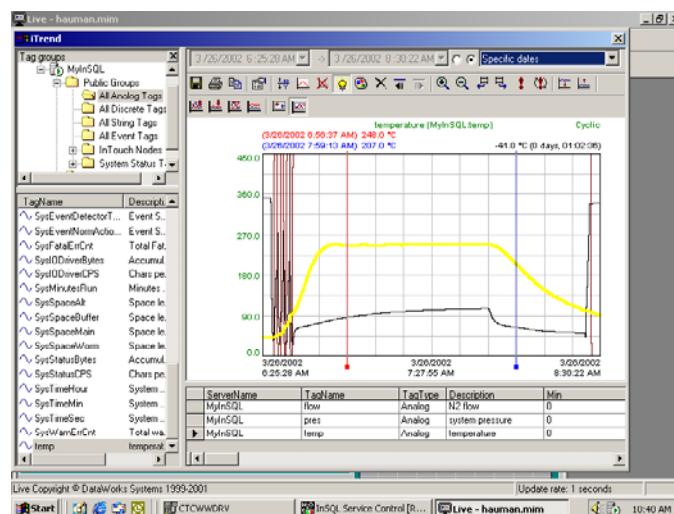 Live - hauman.mim
iTrend
Tag groups
3 /26/2002 6:25:28 AM -> 3 /26/2002 8:30:22 AM Specific dates
MyInSQL
Public Groups
All Analog Tags
All Discrete Tags
All String Tags
All Event Tags
InTouch Nodes
System Status T
temperature (MyInSQL.temp) Cyclic
(3/26/2002 6:56:37 AM) 248.0 °C
(3/26/2002 7:59:13 AM) 207.0 °C -41.0 °C (0 days, 01:02:36)
450.0
360.0
270.0
180.0
90.0
0.0
3/26/2002 3/26/2002 3/26/2002
6:25:28 AM 7:27:55 AM 8:30:22 AM
TagName Descripti
SysEventDetectorT... Event S...
SysEventNormActio... Event S...
SysFatalErrCnt Total Fat..
SysIODriverBytes Accumul.
SysIODriverCPS Chars pe.
SysMinutesRun Minutes ..
SysSpaceAlt Space le.
SysSpaceBuffer Space le.
SysSpaceMain Space le.
SysSpaceWorm Space le.
SysStatusBytes Accumul.
SysStatusCPS Chars pe.
SysTimeHour System ..
SysTimeMin System ..
SysTimeSec System ..
SysWarnErrCnt Total wa..
temp temperat.
ServerName TagName TagType Description Min
MyInSQL flow Analog N2 flow 0
MyInSQL pres Analog system pressure 0
MyInSQL temp Analog temperature 0
Live Copyright © DataWorks Systems 1999-2001 Update rate: 1 seconds
Start CTCWWDRV InSQL Service Control [R... Live - hauman.mim 10:40 AM